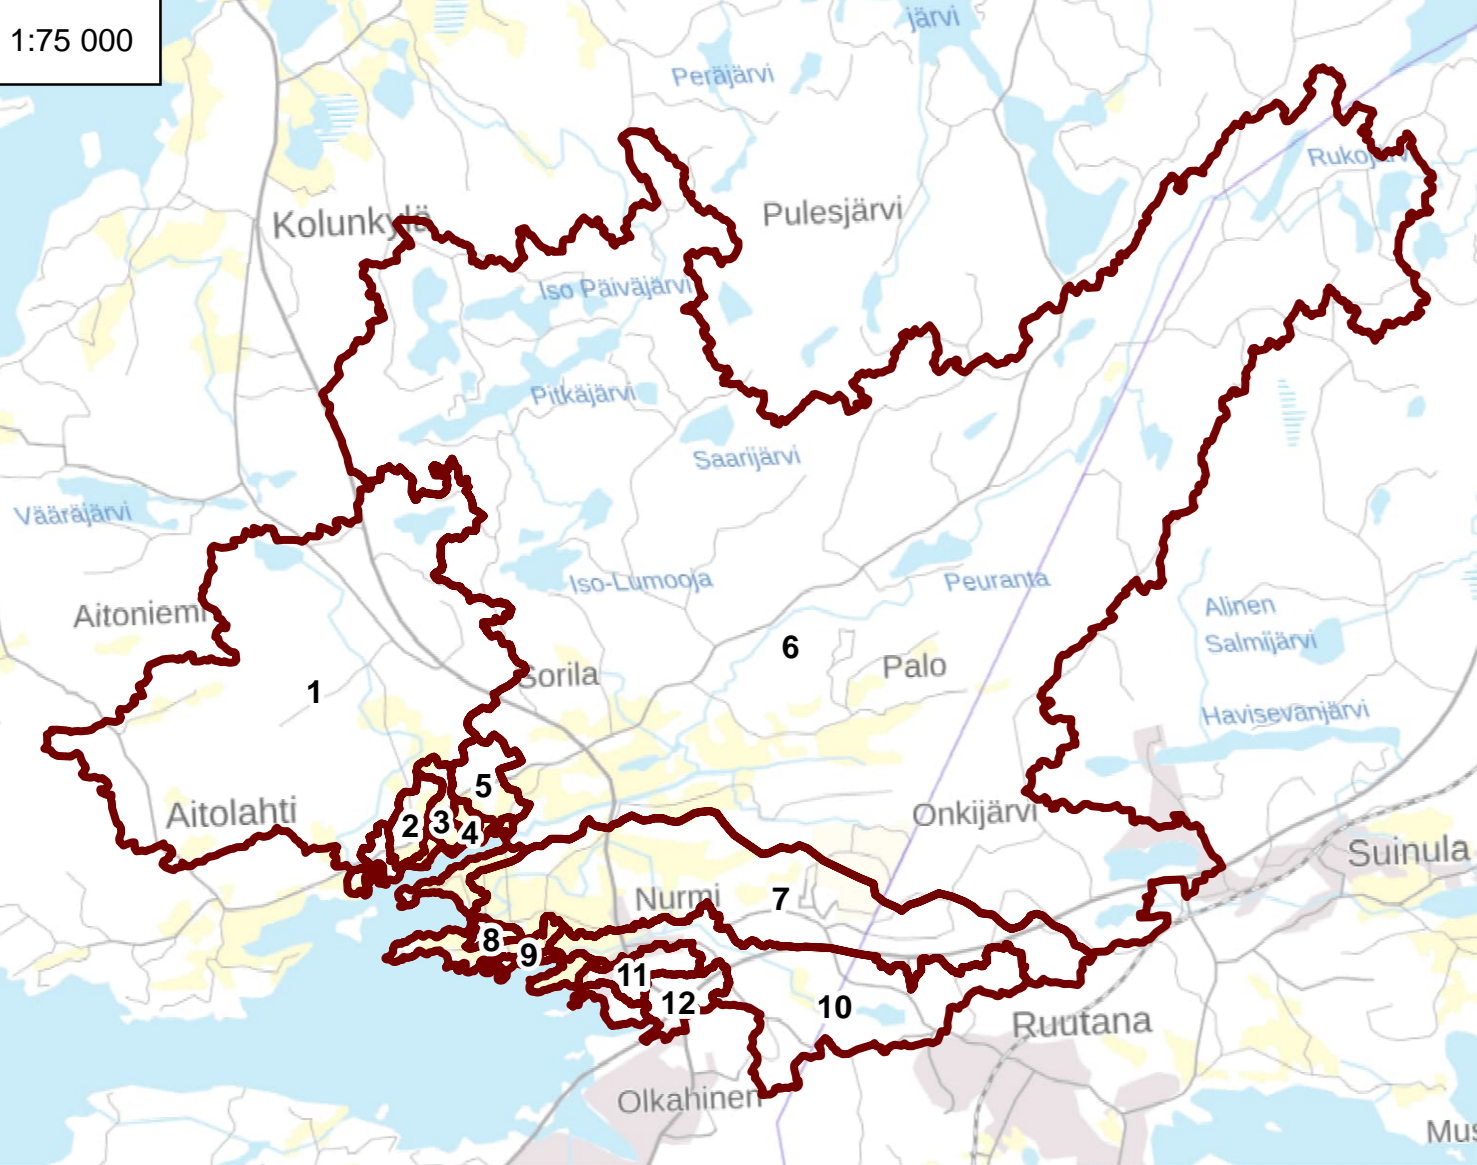 1:75 000
järvi
Peräjärvi
Rukojärvi
Kolunkylä
Pulesjärvi
Iso Päiväjärvi
Pitkäjärvi
Saarijärvi
Vääräjärvi
Iso-Lumooja
Peuranta
Aitoniemi
Alinen
Salmijärvi
6
Palo
Sorila
1
Havisevanjärvi
5
Aitolahti
2
3
4
Onkijärvi
Suinula
Nurmi
7
8
9
11
12
10
Ruutana
Olkahinen